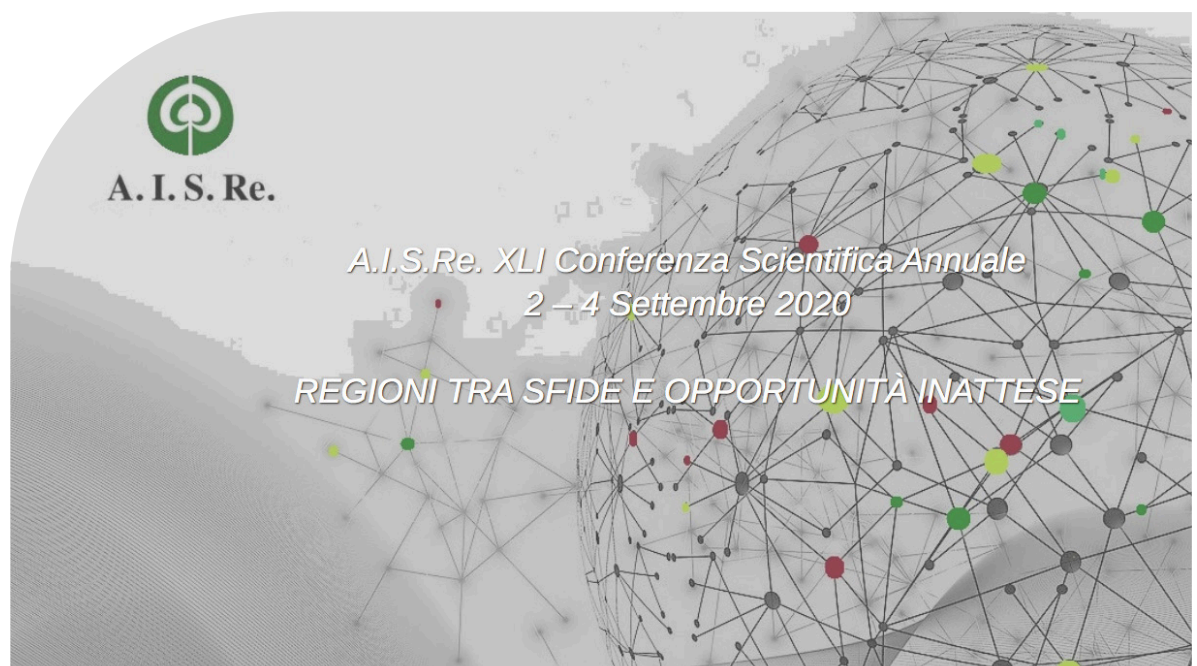 A. I. S. Re.
A.I.S.Re. XLI Conferenza Scientifica Annuale
2 – 4 Settembre 2020
REGIONI TRA SFIDE E OPPORTUNITÀ INATTESE